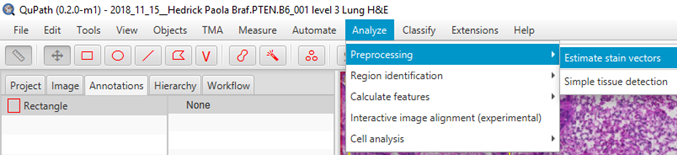 QuPath (0.2.0-m1) - 2018_11_15__Hedrick Paola Braf.PTEN.B6_001 level 3 Lung H&E
File Edit Tools View Objects TMA Measure Automate Analyze Classify Extensions Help
Preprocessing Estimate stain vectors
Region identification Simple tissue detection
Project Image Annotations Hierarchy Workflow
Calculate features
Rectangle None
Interactive image alignment (experimental)
Cell analysis